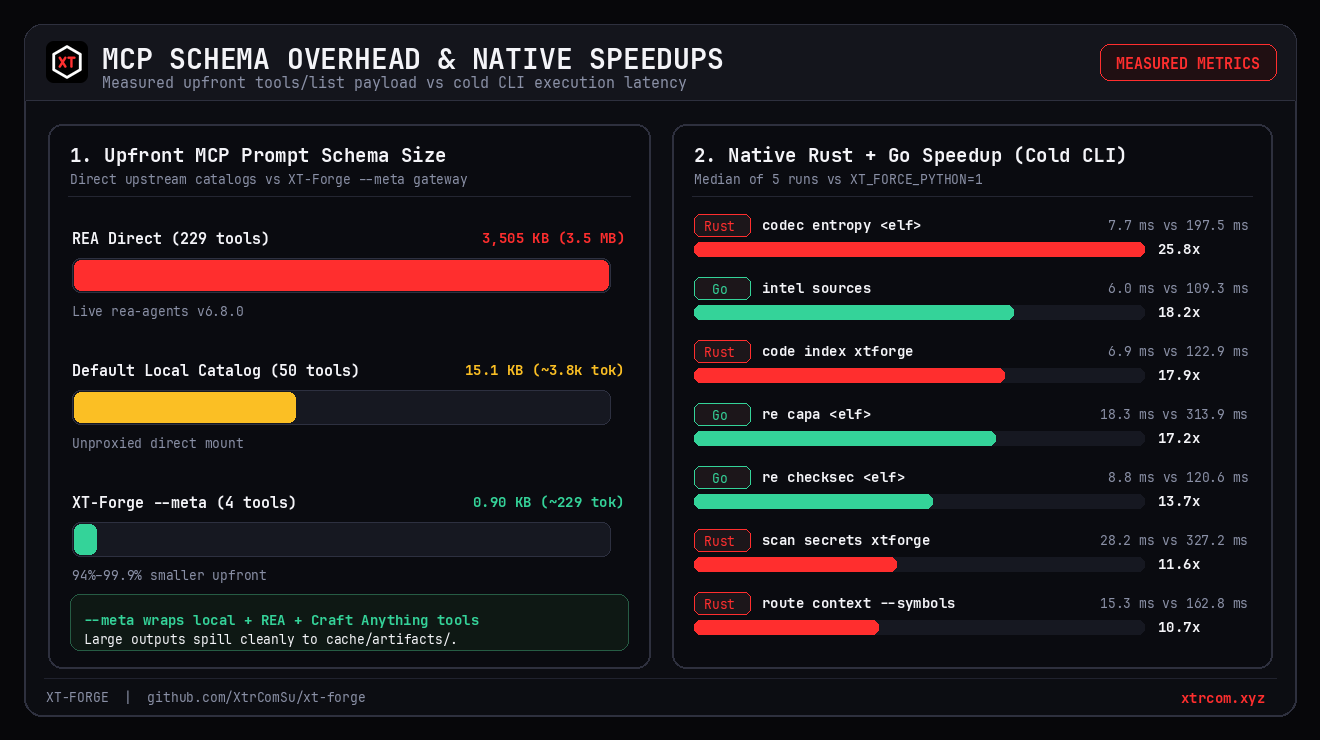 XT
MCP SCHEMA OVERHEAD & NATIVE SPEEDUPS
Measured upfront tools/list payload vs cold CLI execution latency
MEASURED METRICS
1. Upfront MCP Prompt Schema Size
Direct upstream catalogs vs XT-Forge --meta gateway
REA Direct (229 tools)
3,505 KB (3.5 MB)
Live rea-agents v6.8.0
Default Local Catalog (50 tools)
15.1 KB (~3.8k tok)
Unproxied direct mount
XT-Forge --meta (4 tools)
0.90 KB (~229 tok)
94%-99.9% smaller upfront
--meta wraps local + REA + Craft Anything tools
Large outputs spill cleanly to cache/artifacts/.
2. Native Rust + Go Speedup (Cold CLI)
Median of 5 runs vs XT_FORCE_PYTHON=1
Rust codec entropy <elf> 7.7 ms vs 197.5 ms
25.8x
Go intel sources 6.0 ms vs 109.3 ms
18.2x
Rust code index xtforge 6.9 ms vs 122.9 ms
17.9x
Go re capa <elf> 18.3 ms vs 313.9 ms
17.2x
Go re checksec <elf> 8.8 ms vs 120.6 ms
13.7x
Rust scan secrets xtforge 28.2 ms vs 327.2 ms
11.6x
Rust route context --symbols 15.3 ms vs 162.8 ms
10.7x
XT-FORGE | github.com/XtrComSu/xt-forge
xtrcom.xyz